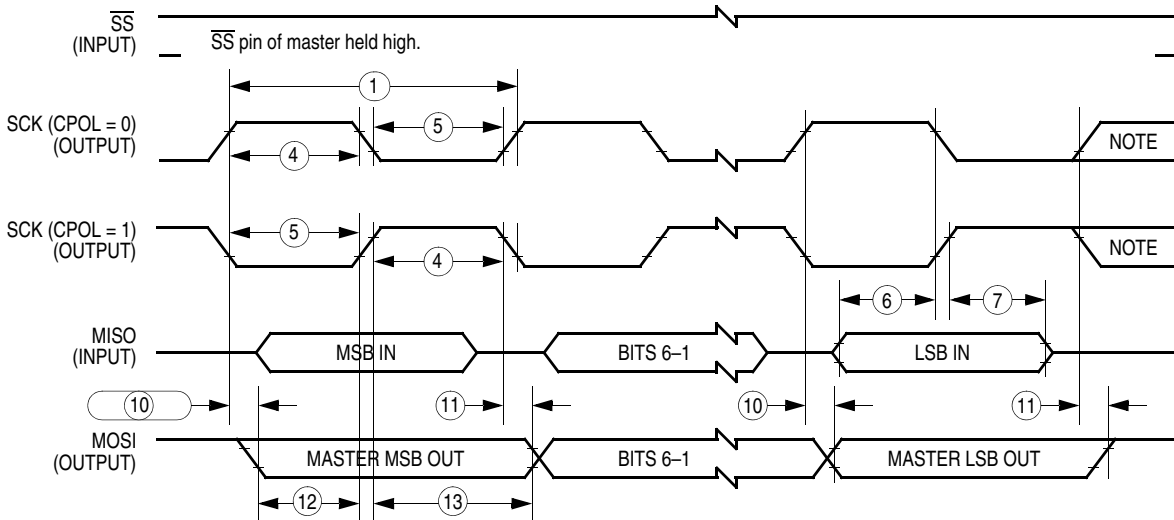 SS
(INPUT)
SS pin of master held high.
1
SCK (CPOL = 0)
(OUTPUT)
5
4
NOTE
SCK (CPOL = 1)
(OUTPUT)
5
4
NOTE
6
7
MISO
(INPUT)
MSB IN
BITS 6–1
LSB IN
10
11
10
11
MOSI
(OUTPUT)
MASTER MSB OUT
BITS 6–1
MASTER LSB OUT
12
13